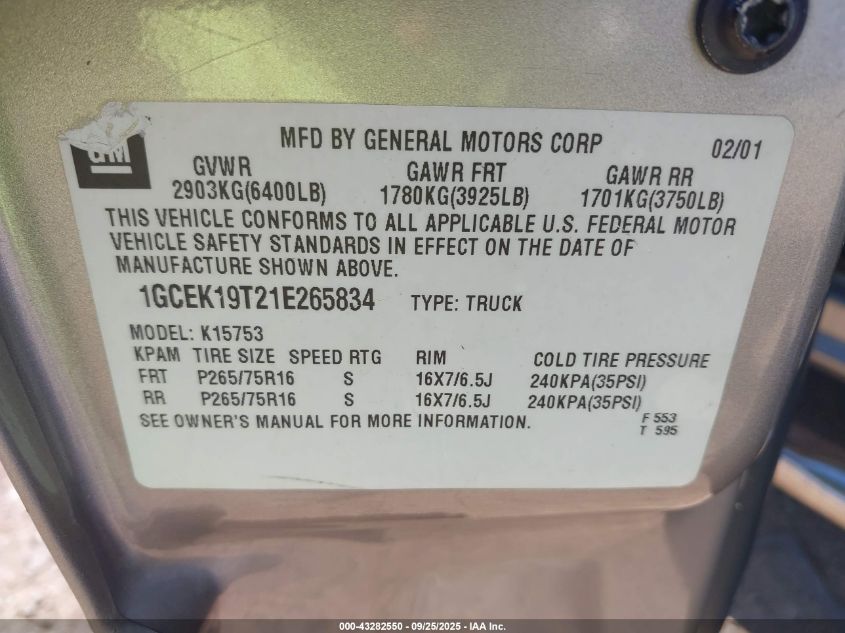 GM
MFD BY GENERAL MOTORS CORP 02/01
GVWR GAWR FRT GAWR RR
2903KG(6400LB) 1780KG(3925LB) 1701KG(3750LB)
THIS VEHICLE CONFORMS TO ALL APPLICABLE U.S. FEDERAL MOTOR
VEHICLE SAFETY STANDARDS IN EFFECT ON THE DATE OF
MANUFACTURE SHOWN ABOVE.
1GCEK19T21E265834 TYPE: TRUCK
MODEL: K15753
KPAM TIRE SIZE SPEED RTG RIM COLD TIRE PRESSURE
FRT P265/75R16 S 16X7/6.5J 240KPA(35PSI)
RR P265/75R16 S 16X7/6.5J 240KPA(35PSI)
SEE OWNER'S MANUAL FOR MORE INFORMATION. F 553
T 595
000-43282550 - 09/25/2025 - IAA Inc.